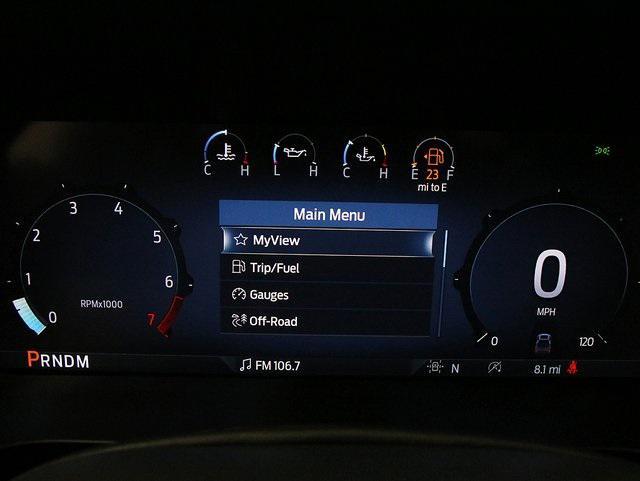 C H
L H
C H
E 23 F
mi to E
Main Menu
MyView
Trip/Fuel
Gauges
Off-Road
0 1 2 3 4 5 6 7
RPMx1000
0
MPH
0 120
PRNDM
FM 106.7
N
8.1 mi